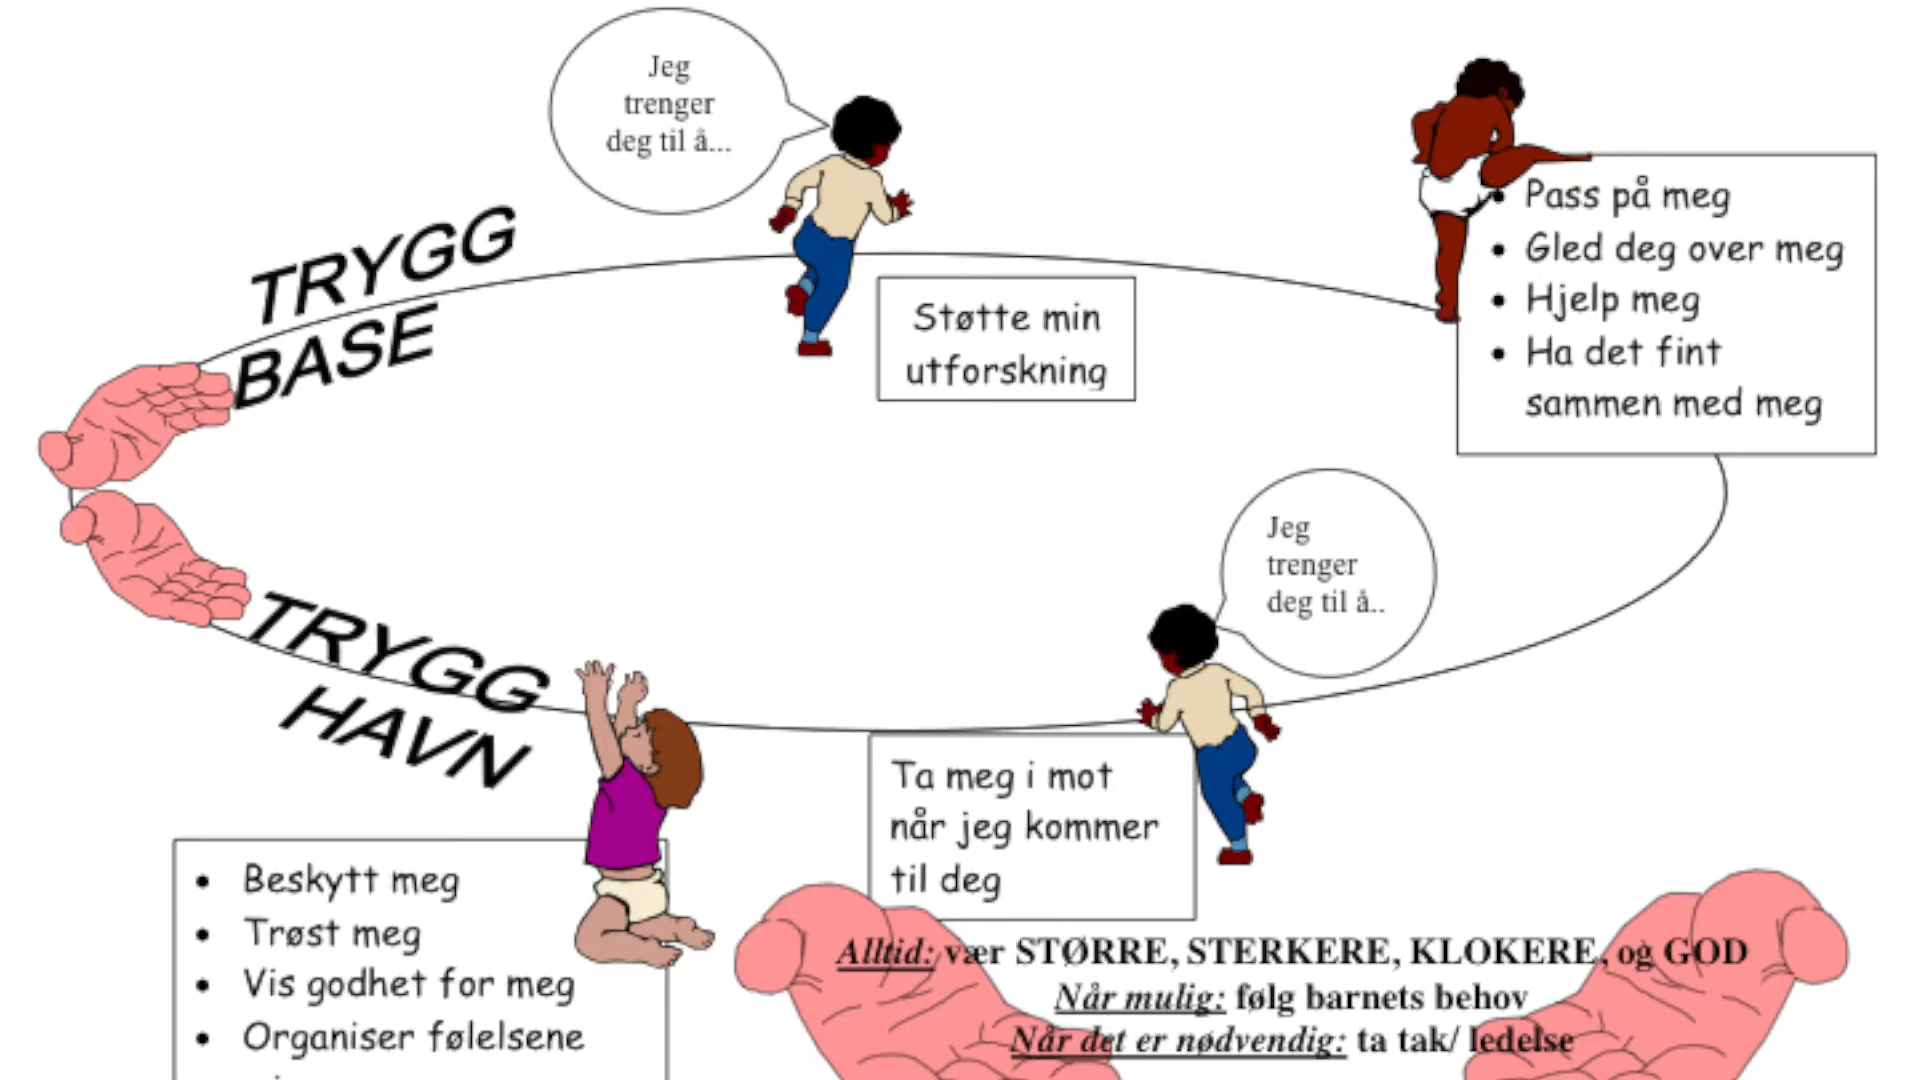 Jeg
trenger
deg til å...
TRYGG
BASE
Støtte min
utforskning
• Pass på meg
• Gled deg over meg
• Hjelp meg
• Ha det fint
sammen med meg
Jeg
trenger
deg til å..
TRYGG
HAVN
Ta meg i mot
når jeg kommer
til deg
• Beskytt meg
• Trøst meg
• Vis godhet for meg
• Organiser følelsene
Alltid: vær STØRRE, STERKERE, KLOKERE, og GOD
Når mulig: følg barnets behov
Når det er nødvendig: ta tak/ ledelse